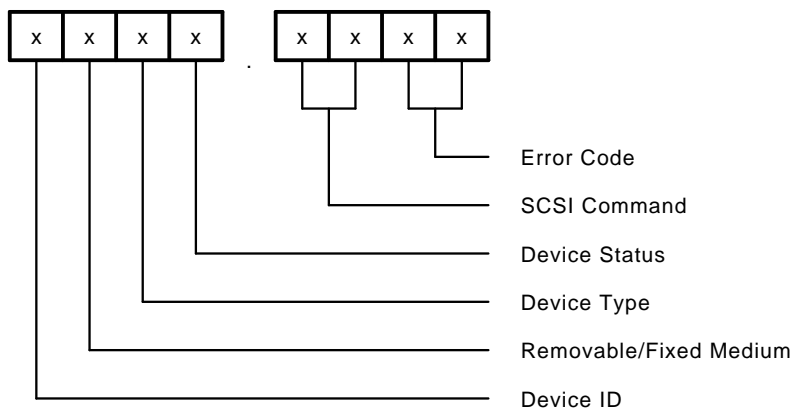 x x x x . x x x x
Error Code
SCSI Command
Device Status
Device Type
Removable/Fixed Medium
Device ID